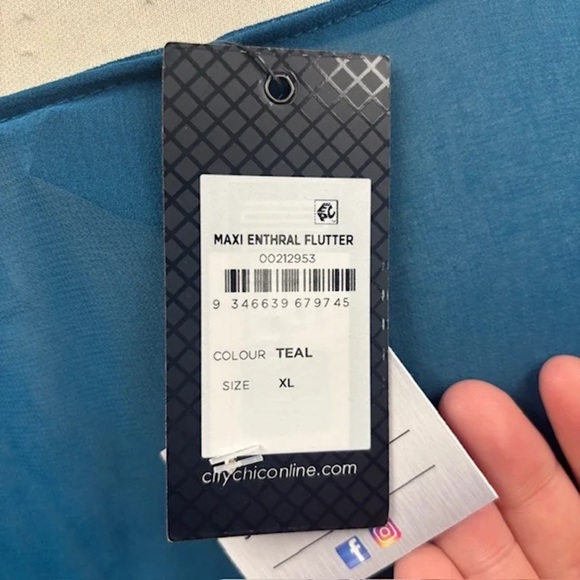 MAXI ENTHRAL FLUTTER
00212953
9 346639 679745
COLOUR TEAL
SIZE XL
citychiconline.com
f